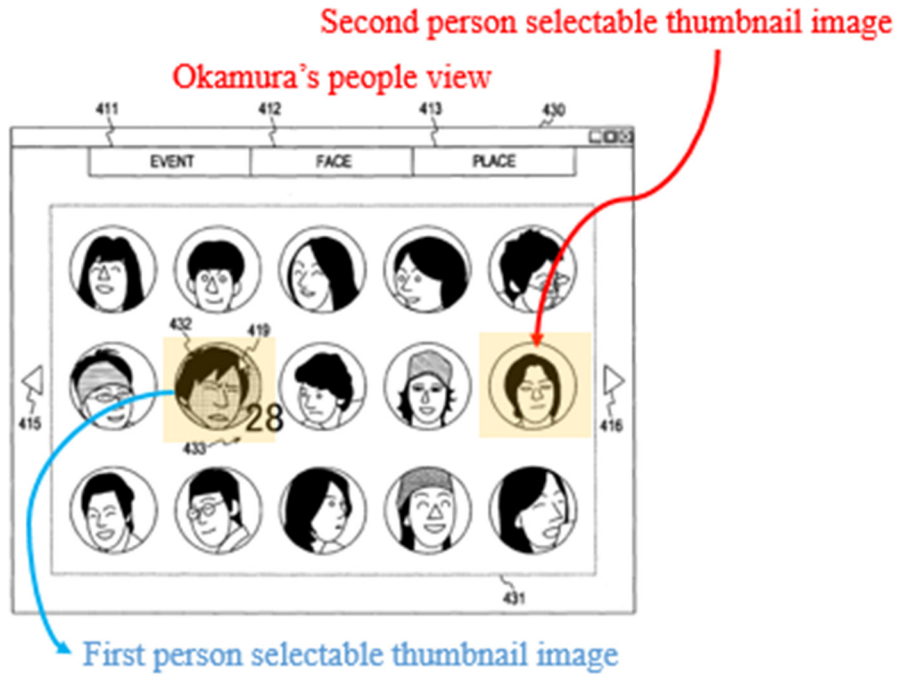 Second person selectable thumbnail image
Okamura's people view
411 412 413 430
EVENT FACE PLACE
432 419
28
415 433 416
431
First person selectable thumbnail image